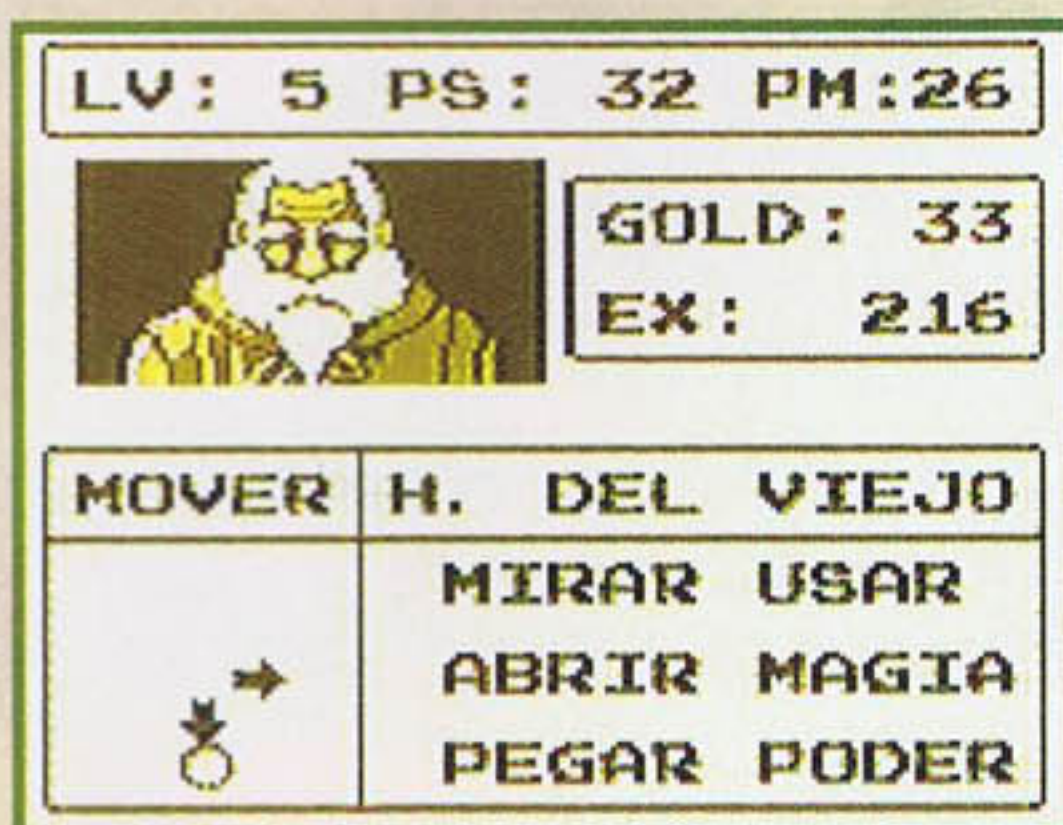 LV: 5 PS: 32 PM:26
GOLD: 33
EX: 216
MOVER H. DEL VIEJO
MIRAR USAR
ABRIR MAGIA
PEGAR PODER